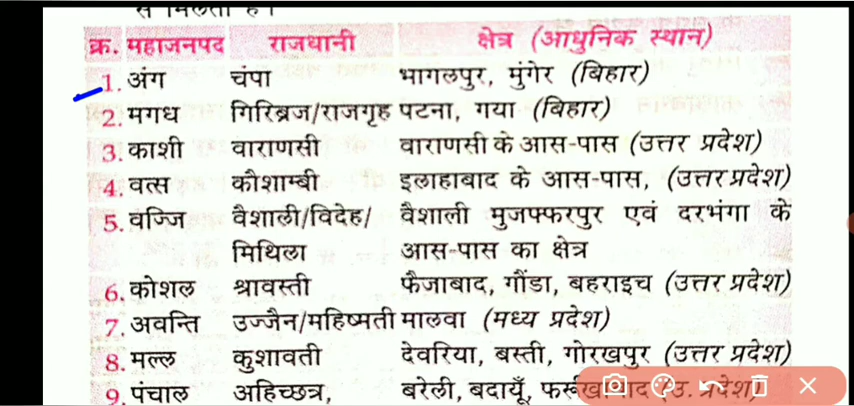 से मिलती है।
क्र. महाजनपद राजधानी क्षेत्र (आधुनिक स्थान)
1. अंग चंपा भागलपुर, मुंगेर (बिहार)
2. मगध गिरिब्रज/राजगृह पटना, गया (बिहार)
3. काशी वाराणसी वाराणसी के आस-पास (उत्तर प्रदेश)
4. वत्स कौशाम्बी इलाहाबाद के आस-पास, (उत्तर प्रदेश)
5. वज्जि वैशाली/विदेह/ वैशाली मुजफ्फरपुर एवं दरभंगा के
मिथिला आस-पास का क्षेत्र
6. कोशल श्रावस्ती फैजाबाद, गौंडा, बहराइच (उत्तर प्रदेश)
7. अवन्ति उज्जैन/महिष्मती मालवा (मध्य प्रदेश)
8. मल्ल कुशावती देवरिया, बस्ती, गोरखपुर (उत्तर प्रदेश)
9. पंचाल अहिच्छत्र, बरेली, बदायूँ, फर्रुखाबाद (उ. प्रदेश)